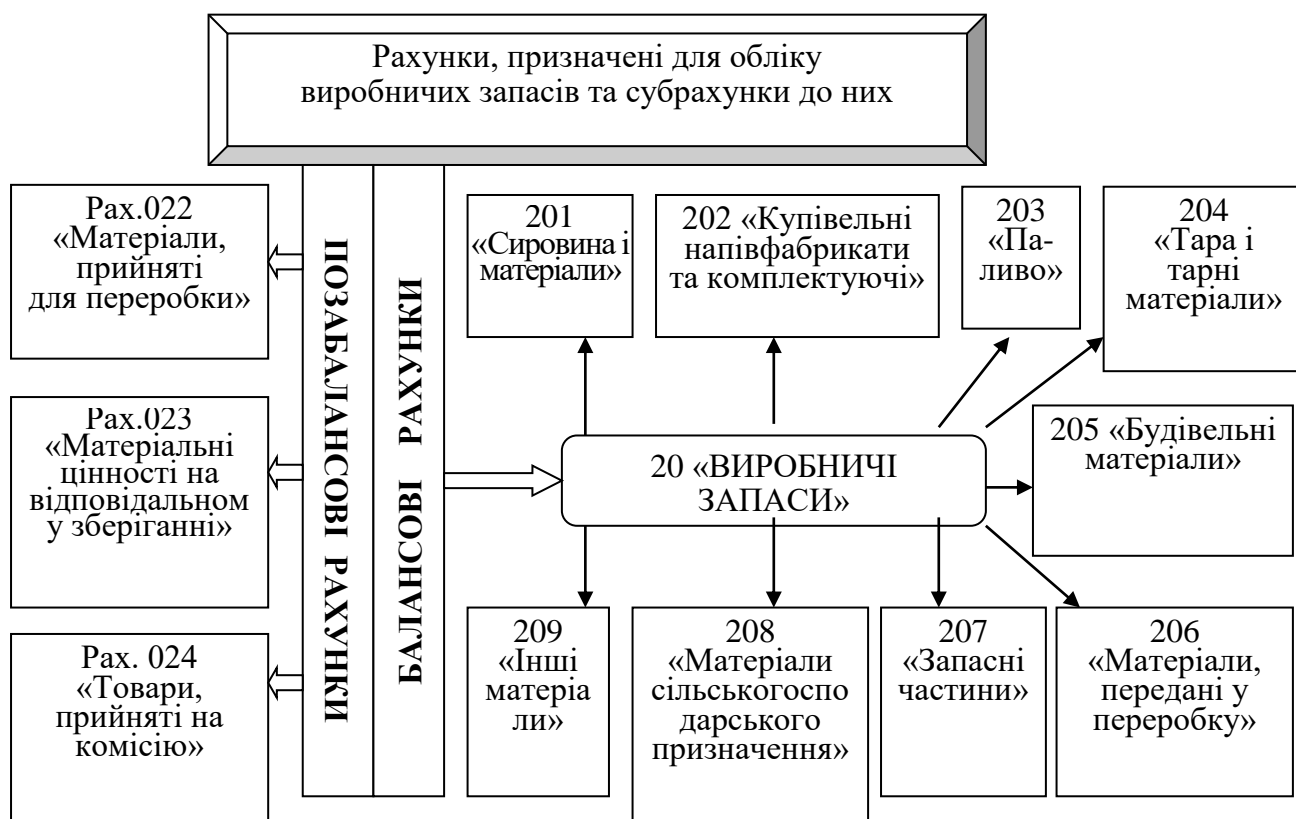 Рахунки, призначені для обліку
виробничих запасів та субрахунки до них
Рах.022
«Матеріали,
прийняті
для переробки»
Рах.023
«Матеріальні
цінності на
відповідальном
у зберіганні»
Рах. 024
«Товари,
прийняті на
комісію»
ПОЗАБАЛАНСОВІ РАХУНКИ
БАЛАНСОВІ РАХУНКИ
201
«Сировина і
матеріали»
202 «Купівельні
напівфабрикати
та комплектуючі»
203
«Па-
ливо»
204
«Тара і
тарні
матеріали»
20 «ВИРОБНИЧІ
ЗАПАСИ»
205 «Будівельні
матеріали»
209
«Інші
матеріа
ли»
208
«Матеріали
сільськогоспо
дарського
призначення»
207
«Запасні
частини»
206
«Матеріали,
передані у
переробку»